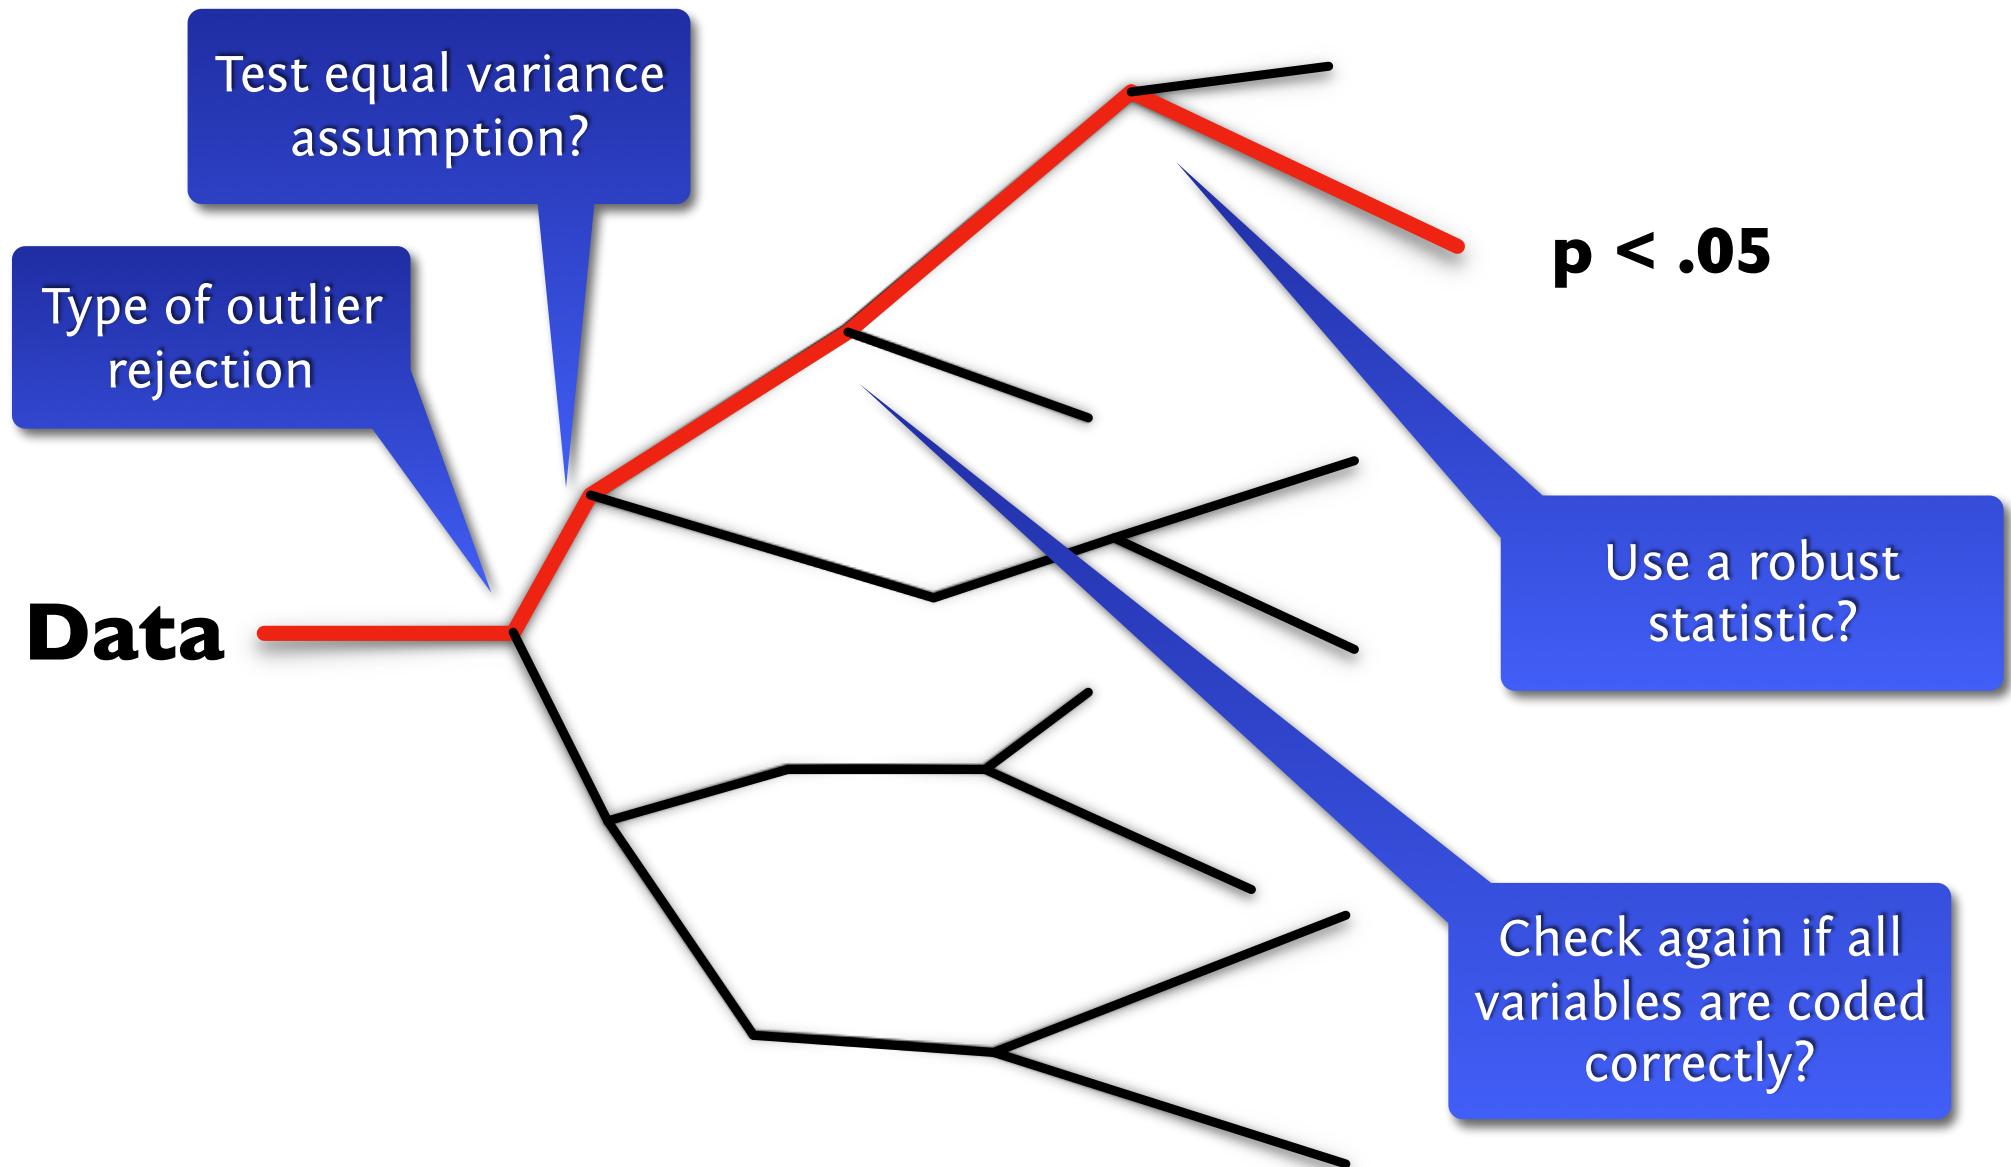 Test equal variance
assumption?
Type of outlier
rejection
p < .05
Data
Use a robust
statistic?
Check again if all
variables are coded
correctly?